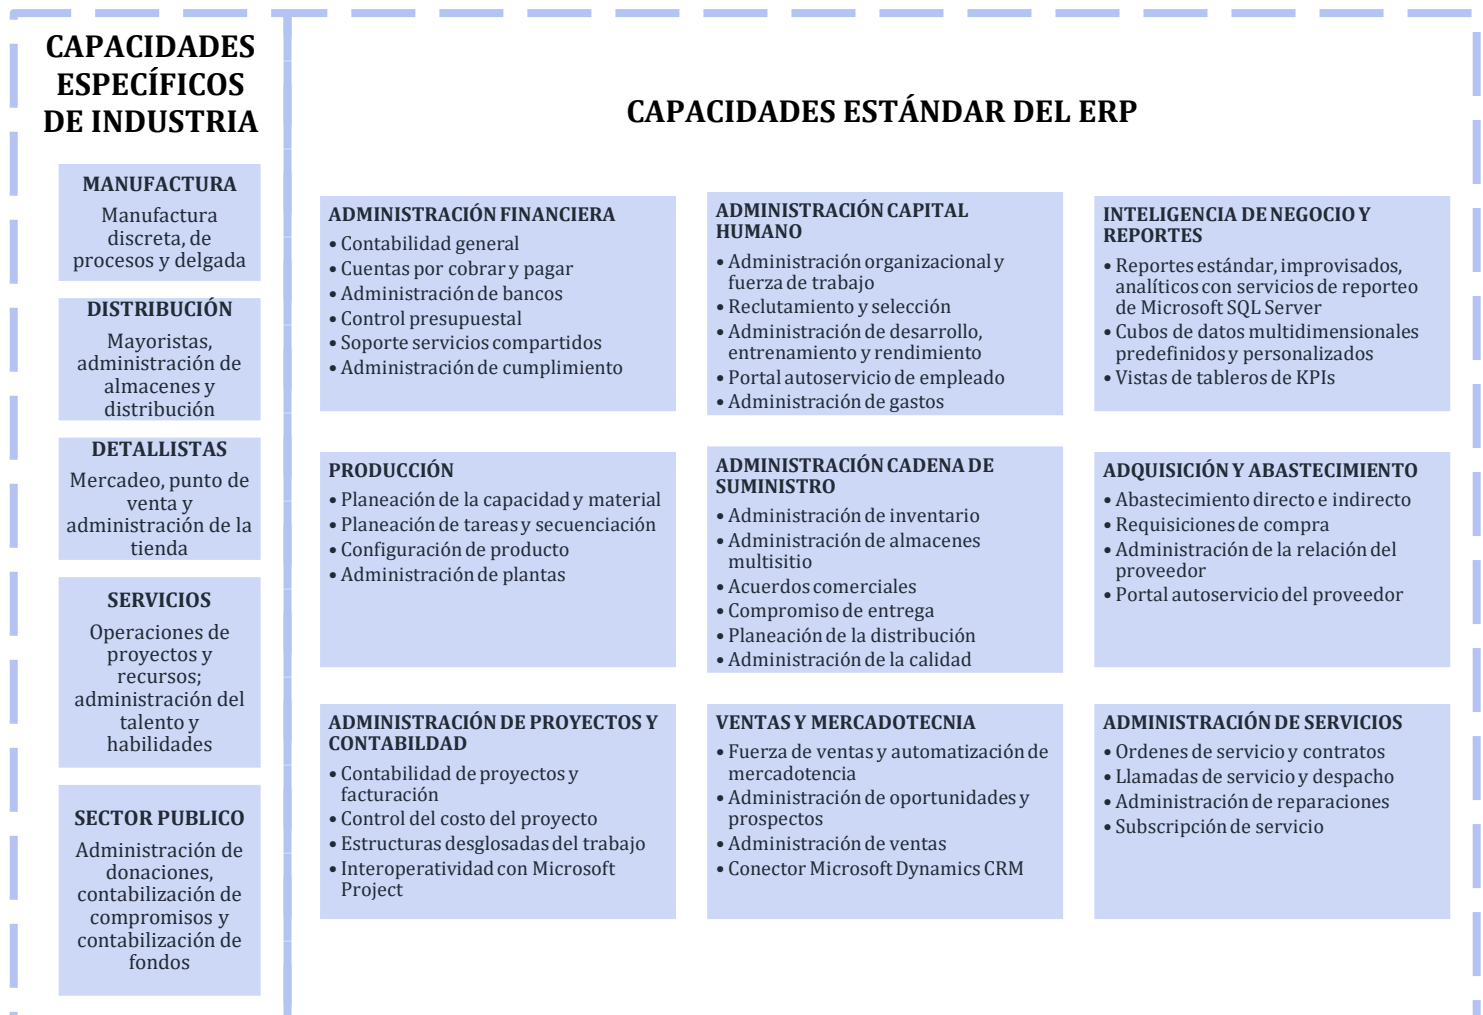 CAPACIDADES
ESPECÍFICOS
DE INDUSTRIA
MANUFACTURA
Manufactura
discreta, de
procesos y delgada
DISTRIBUCIÓN
Mayoristas,
administración de
almacenes y
distribución
DETALLISTAS
Mercadeo, punto de
venta y
administración de la
tienda
SERVICIOS
Operaciones de
proyectos y
recursos;
administración del
talento y
habilidades
SECTOR PUBLICO
Administración de
donaciones,
contabilización de
compromisos y
contabilización de
fondos
CAPACIDADES ESTÁNDAR DEL ERP
ADMINISTRACIÓN FINANCIERA
• Contabilidad general
• Cuentas por cobrar y pagar
• Administración de bancos
• Control presupuestal
• Soporte servicios compartidos
• Administración de cumplimiento
ADMINISTRACIÓN CAPITAL
HUMANO
• Administración organizacional y
fuerza de trabajo
• Reclutamiento y selección
• Administración de desarrollo,
entrenamiento y rendimiento
• Portal autoservicio de empleado
• Administración de gastos
INTELIGENCIA DE NEGOCIO Y
REPORTES
• Reportes estándar, improvisados,
analíticos con servicios de reporteo
de Microsoft SQL Server
• Cubos de datos multidimensionales
predefinidos y personalizados
• Vistas de tableros de KPIs
PRODUCCIÓN
• Planeación de la capacidad y material
• Planeación de tareas y secuenciación
• Configuración de producto
• Administración de plantas
ADMINISTRACIÓN CADENA DE
SUMINISTRO
• Administración de inventario
• Administración de almacenes
multisitio
• Acuerdos comerciales
• Compromiso de entrega
• Planeación de la distribución
• Administración de la calidad
ADQUISICIÓN Y ABASTECIMIENTO
• Abastecimiento directo e indirecto
• Requisiciones de compra
• Administración de la relación del
proveedor
• Portal autoservicio del proveedor
ADMINISTRACIÓN DE PROYECTOS Y
CONTABILDAD
• Contabilidad de proyectos y
facturación
• Control del costo del proyecto
• Estructuras desglosadas del trabajo
• Interoperatividad con Microsoft
Project
VENTAS Y MERCADOTECNIA
• Fuerza de ventas y automatización de
mercadotencia
• Administración de oportunidades y
prospectos
• Administración de ventas
• Conector Microsoft Dynamics CRM
ADMINISTRACIÓN DE SERVICIOS
• Ordenes de servicio y contratos
• Llamadas de servicio y despacho
• Administración de reparaciones
• Subscripción de servicio